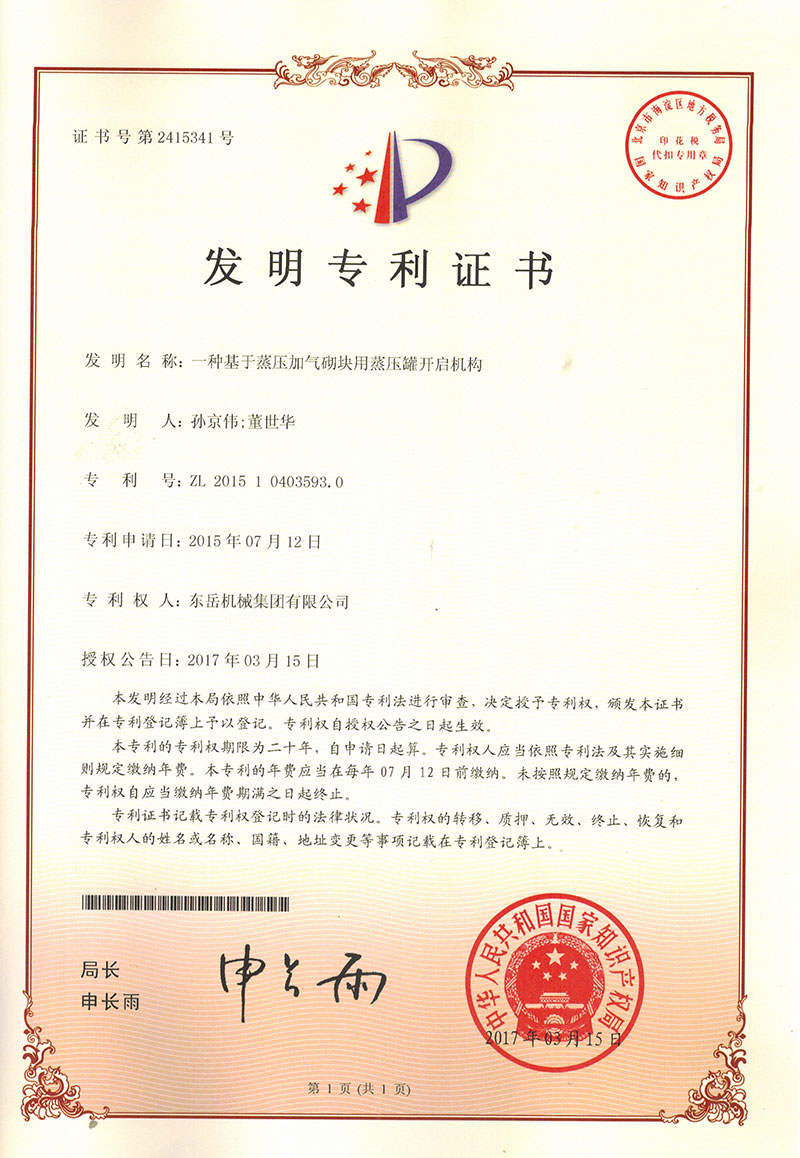 证书号第2415341号
北京市海淀区地方税务局
印花税
代扣专用章
国家知识产权局
发明专利证书
发明名称：一种基于蒸压加气砌块用蒸压罐开启机构
发明人：孙京伟;董世华
专利号：ZL 2015 1 0403593.0
专利申请日：2015年07月12日
专利权人：东岳机械集团有限公司
授权公告日：2017年03月15日
本发明经过本局依照中华人民共和国专利法进行审查，决定授予专利权，颁发本证书
并在专利登记簿上予以登记。专利权自授权公告之日起生效。
本专利的专利权期限为二十年，自申请日起算。专利权人应当依照专利法及其实施细
则规定缴纳年费。本专利的年费应当在每年07月12日前缴纳。未按照规定缴纳年费的，
专利权自应当缴纳年费期满之日起终止。
专利证书记载专利权登记时的法律状况。专利权的转移、质押、无效、终止、恢复和
专利权人的姓名或名称、国籍、地址变更等事项记载在专利登记簿上。
局长
申长雨
申长雨
中华人民共和国国家知识产权局
2017年03月15日
第1页(共1页)